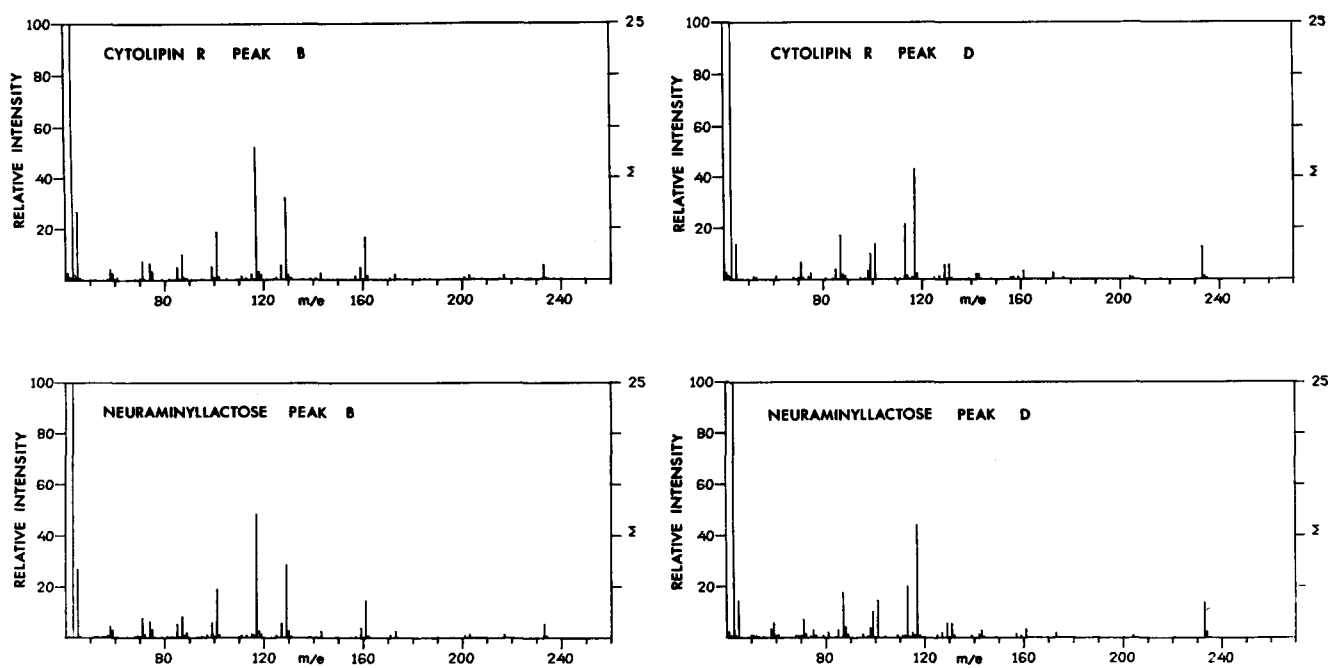 100
80
60
40
20
RELATIVE INTENSITY
CYTOLIPIN R PEAK B
25
Σ
80 120 160 200 240
m/e
100
80
60
40
20
RELATIVE INTENSITY
CYTOLIPIN R PEAK D
25
Σ
80 120 160 200 240
m/e
100
80
60
40
20
RELATIVE INTENSITY
NEURAMINYLLACTOSE PEAK B
25
Σ
80 120 160 200 240
m/e
100
80
60
40
20
RELATIVE INTENSITY
NEURAMINYLLACTOSE PEAK D
25
Σ
80 120 160 200 240
m/e